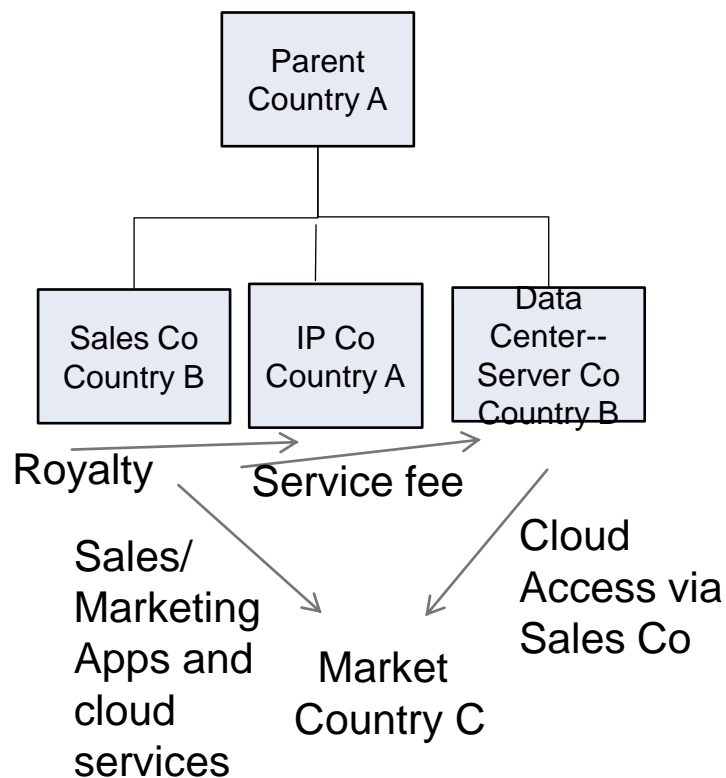 Parent
Country A
Sales Co
Country B
IP Co
Country A
Data
Center--
Server Co
Country B
Royalty
Service fee
Sales/
Marketing
Apps and
cloud
services
Cloud
Access via
Sales Co
Market
Country C